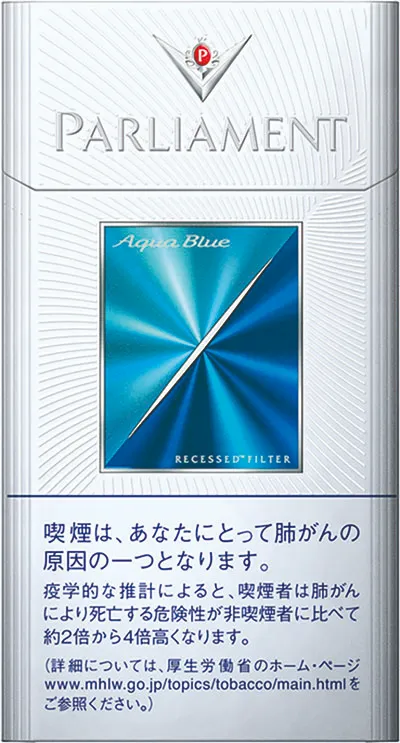 P
PARLIAMENT
Aqua Blue
RECESSED™FILTER
喫煙は、あなたにとって肺がんの
原因の一つとなります。
疫学的な推計によると、喫煙者は肺がん
により死亡する危険性が非喫煙者に比べて
約2倍から4倍高くなります。
（詳細については、厚生労働省のホーム・ページ
www.mhlw.go.jp/topics/tobacco/main.htmlを
ご参照ください。）